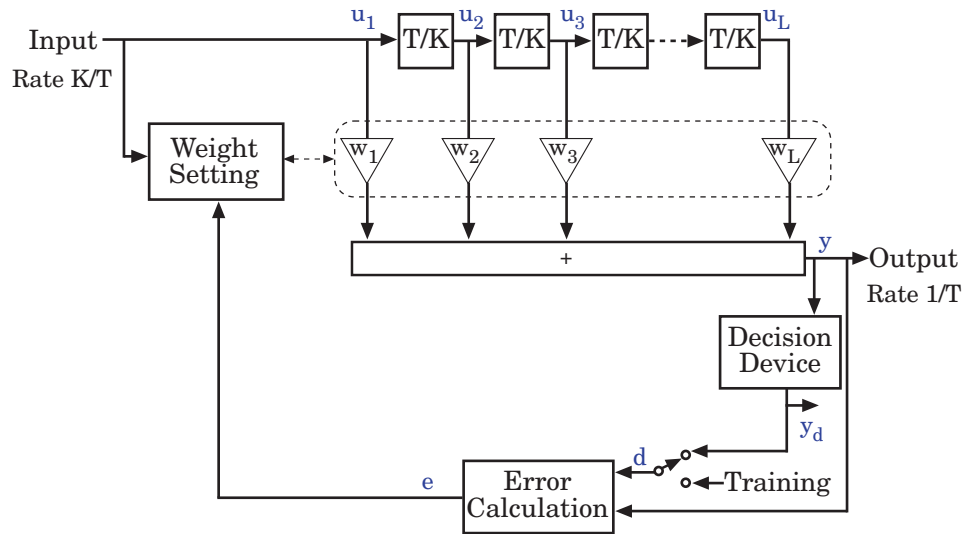 u1 u2 u3 uL
Input T/K T/K T/K T/K
Rate K/T
Weight
Setting
w1 w2 w3 wL
+
y
Output
Rate 1/T
Decision
Device
yd
d
Training
e
Error
Calculation